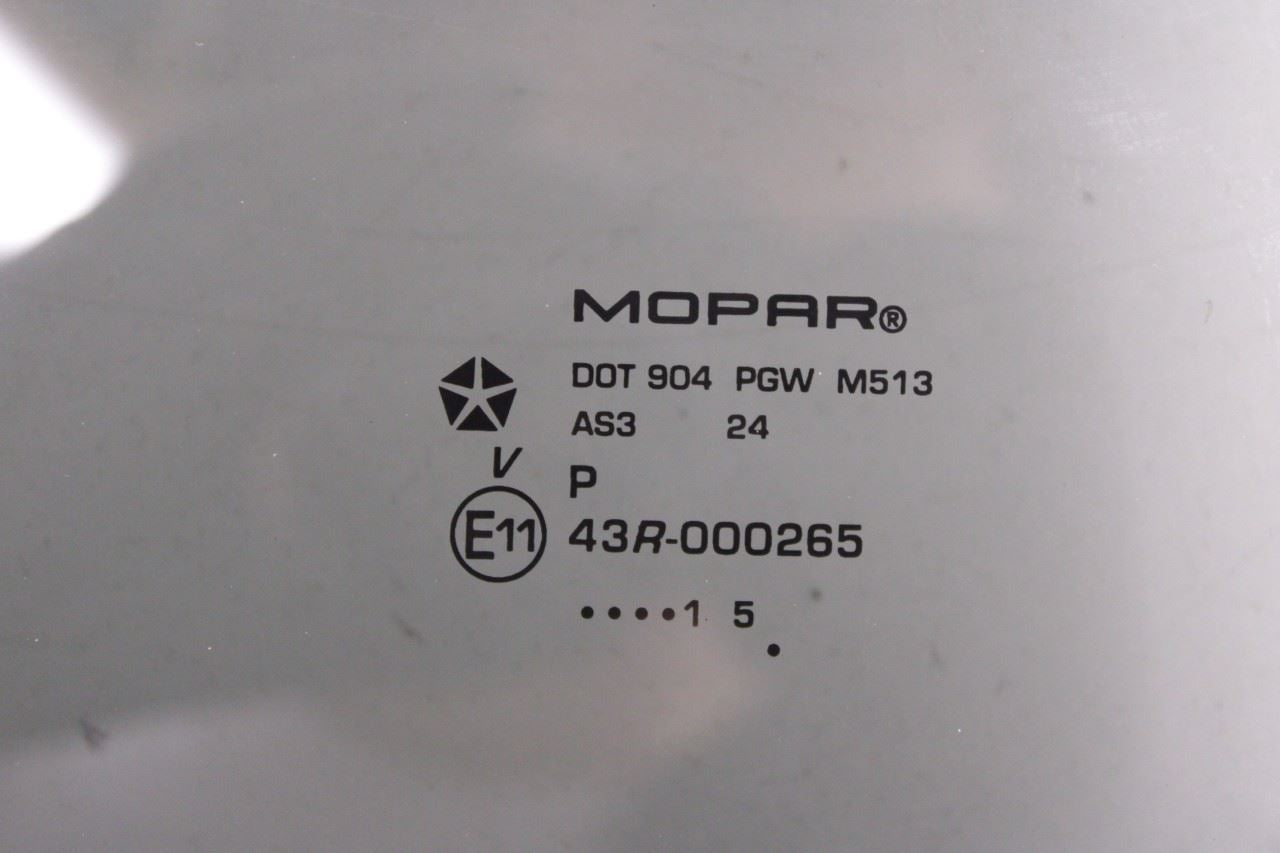 MOPAR®
DOT 904 PGW M513
AS3 24
V P
E11 43R-000265
••••1 5
•